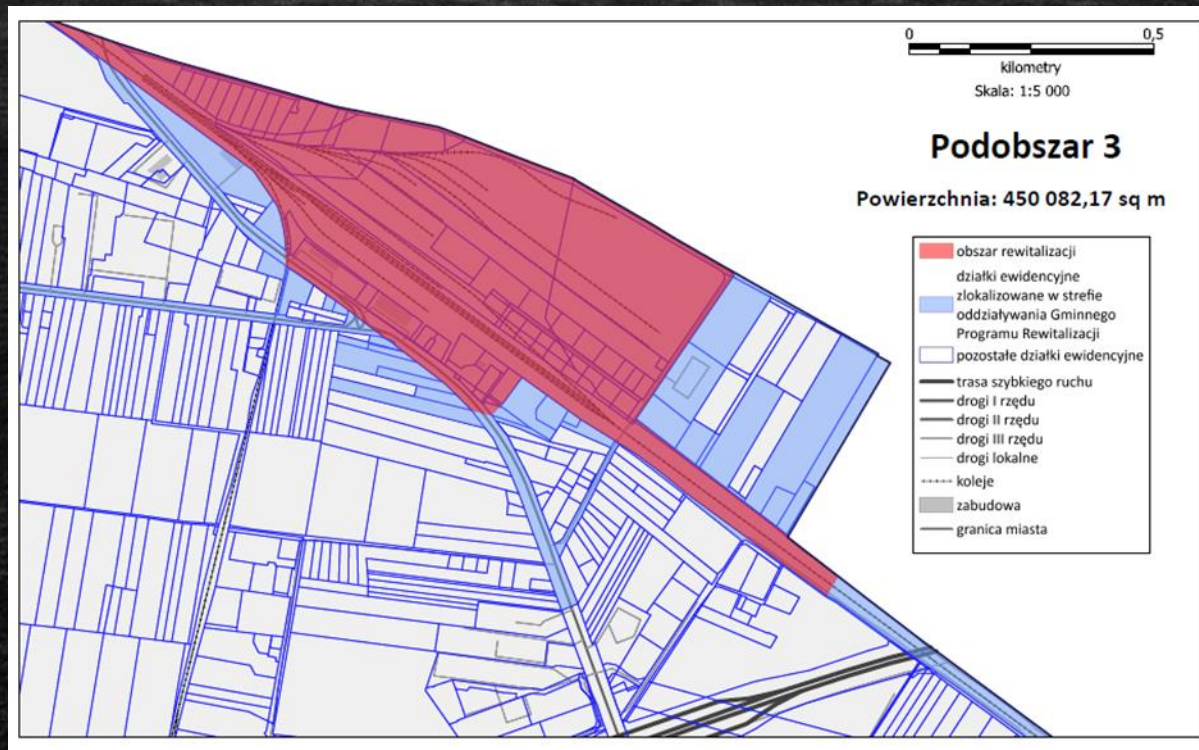 0 0,5
kilometry
Skala: 1:5 000
Podobszar 3
Powierzchnia: 450 082,17 sq m
obszar rewitalizacji
działki ewidencyjne
zlokalizowane w strefie
oddziaływania Gminnego
Programu Rewitalizacji
pozostałe działki ewidencyjne
trasa szybkiego ruchu
drogi I rzędu
drogi II rzędu
drogi III rzędu
drogi lokalne
koleje
zabudowa
granica miasta